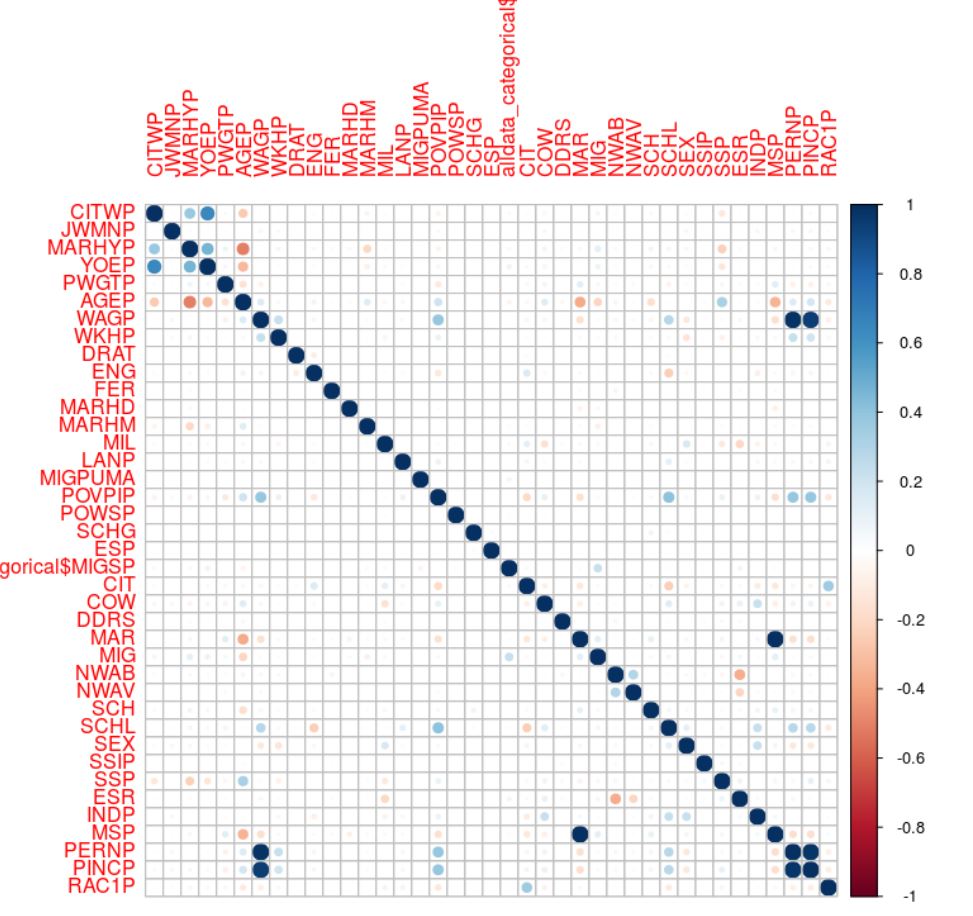 CITWP
JWMNP
MARHYP
YOEP
PWGTP
AGEP
WAGP
WKHP
DRAT
ENG
FER
MARHD
MARHM
MIL
LANP
MIGPUMA
POVPIP
POWSP
SCHG
ESP
alldata_categorical$
CIT
COW
DDRS
MAR
MIG
NWAB
NWAV
SCH
SCHL
SEX
SSIP
SSP
ESR
INDP
MSP
PERNP
PINCP
RAC1P
CITWP
JWMNP
MARHYP
YOEP
PWGTP
AGEP
WAGP
WKHP
DRAT
ENG
FER
MARHD
MARHM
MIL
LANP
MIGPUMA
POVPIP
POWSP
SCHG
ESP
gorical$MIGSP
CIT
COW
DDRS
MAR
MIG
NWAB
NWAV
SCH
SCHL
SEX
SSIP
SSP
ESR
INDP
MSP
PERNP
PINCP
RAC1P
1
0.8
0.6
0.4
0.2
0
-0.2
-0.4
-0.6
-0.8
-1